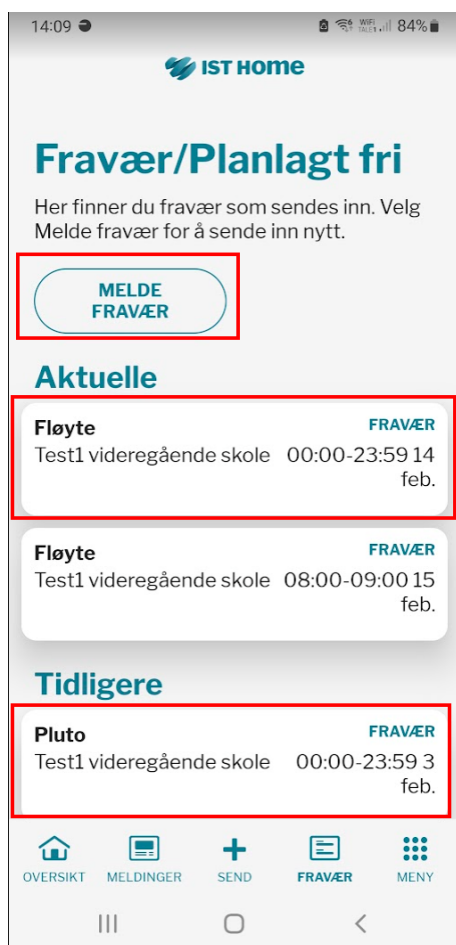 14:09
WiFi TALE1 84%
IST Home
Fravær/Planlagt fri
Her finner du fravær som sendes inn. Velg
Melde fravær for å sende inn nytt.
MELDE
FRAVÆR
Aktuelle
Fløyte FRAVÆR
Test1 videregående skole 00:00-23:59 14
feb.
Fløyte FRAVÆR
Test1 videregående skole 08:00-09:00 15
feb.
Tidligere
Pluto FRAVÆR
Test1 videregående skole 00:00-23:59 3
feb.
OVERSIKT MELDINGER SEND FRAVÆR MENY